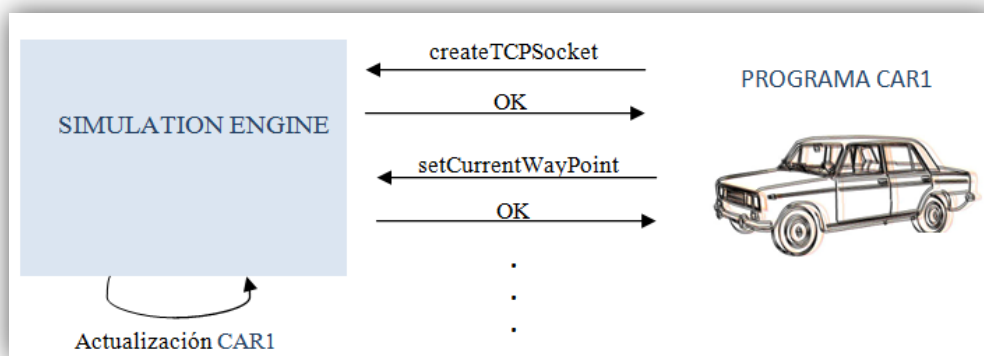 createTCPSocket
PROGRAMA CAR1
OK
SIMULATION ENGINE
setCurrentWayPoint
OK
.
.
.
Actualización CAR1